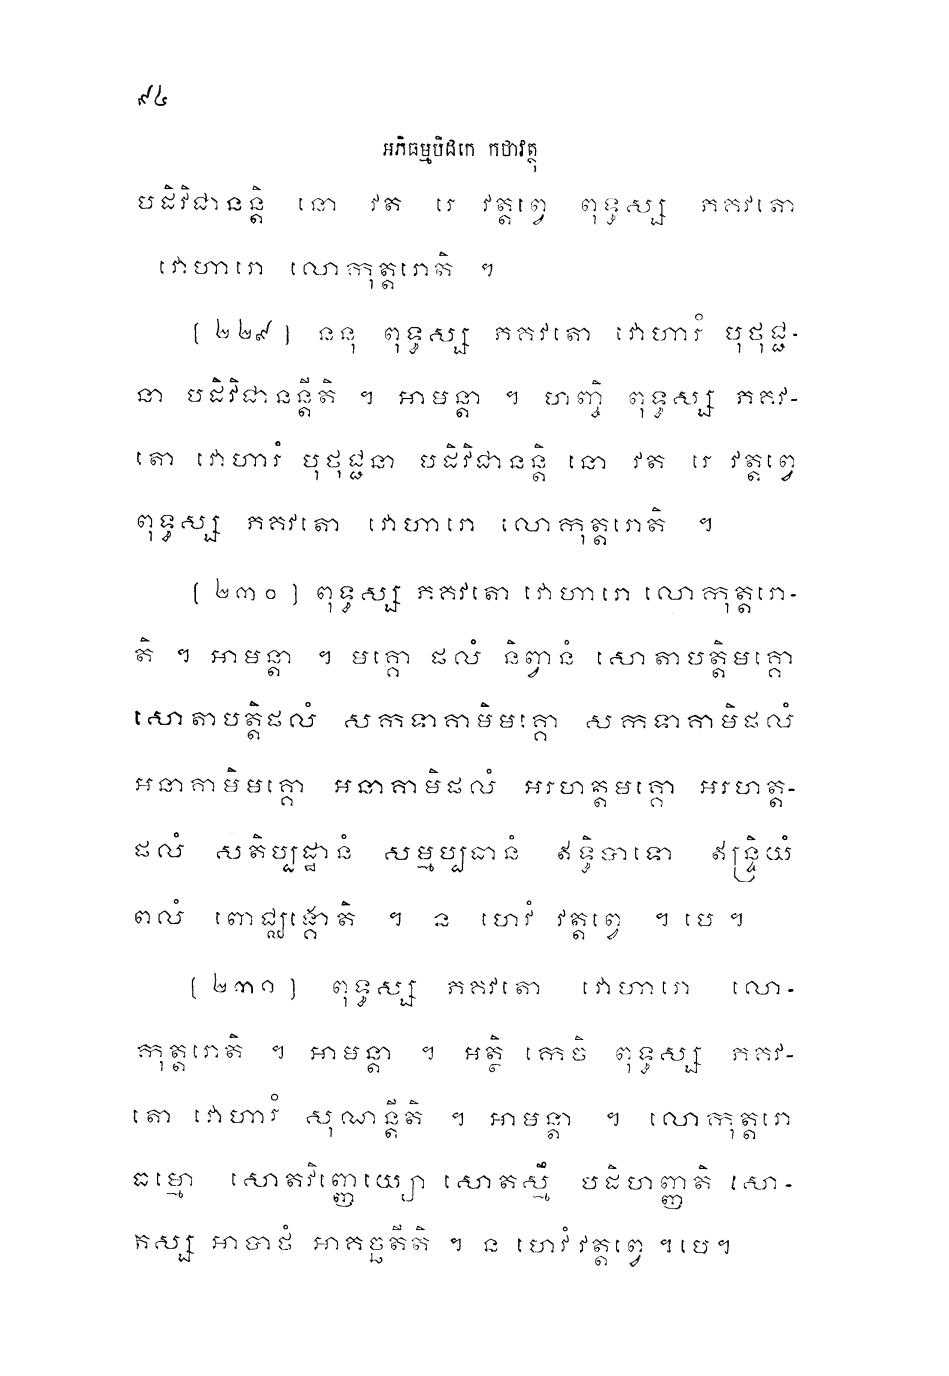 ៩៤
អភិធម្មបិដកេ កថាវត្ថុ
បដិវិជានន្តិ នោ វត រេ វត្តព្វេ ពុទ្ធស្ស ភគវតោ
វោហារោ លោកុត្តរោតិ ។
[ ២២៩ ] ននុ ពុទ្ធស្ស ភគវតោ វោហារំ បុថុជ្ជ-
នា បដិវិជានន្តីតិ ។ អាមន្តា ។ ហញ្ចិ ពុទ្ធស្ស ភគវ-
តោ វោហារំ បុថុជ្ជនា បដិវិជានន្តិ នោ វត រេ វត្តព្វេ
ពុទ្ធស្ស ភគវតោ វោហារោ លោកុត្តរោតិ ។
[ ២៣០ ] ពុទ្ធស្ស ភគវតោ វោហារោ លោកុត្តរោ-
តិ ។ អាមន្តា ។ មគ្គោ ផលំ និព្វានំ សោតាបត្តិមគ្គោ
សោតាបត្តិផលំ សកទាគាមិមគ្គោ សកទាគាមិផលំ
អនាគាមិមគ្គោ អនាគាមិផលំ អរហត្តមគ្គោ អរហត្ត-
ផលំ សតិប្បដ្ឋានំ សម្មប្បធានំ ឥទ្ធិបាទោ ឥន្ទ្រិយំ
ពលំ ពោជ្ឈង្គោតិ ។ ន ហេវំ វត្តព្វេ ។ បេ ។
[ ២៣១ ] ពុទ្ធស្ស ភគវតោ វោហារោ លោ-
កុត្តរោតិ ។ អាមន្តា ។ អត្ថិ កេចិ ពុទ្ធស្ស ភគវ-
តោ វោហារំ សុណន្តីតិ ។ អាមន្តា ។ លោកុត្តរោ
ធម្មោ សោតវិញ្ញេយ្យោ សោតស្មឹ បដិហញ្ញតិ សោ-
តស្ស អាបាថំ អាគច្ឆតីតិ ។ ន ហេវំវត្តព្វេ ។បេ។